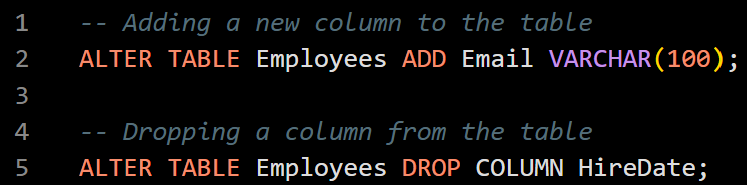 1 -- Adding a new column to the table
2 ALTER TABLE Employees ADD Email VARCHAR(100);
3
4 -- Dropping a column from the table
5 ALTER TABLE Employees DROP COLUMN HireDate;